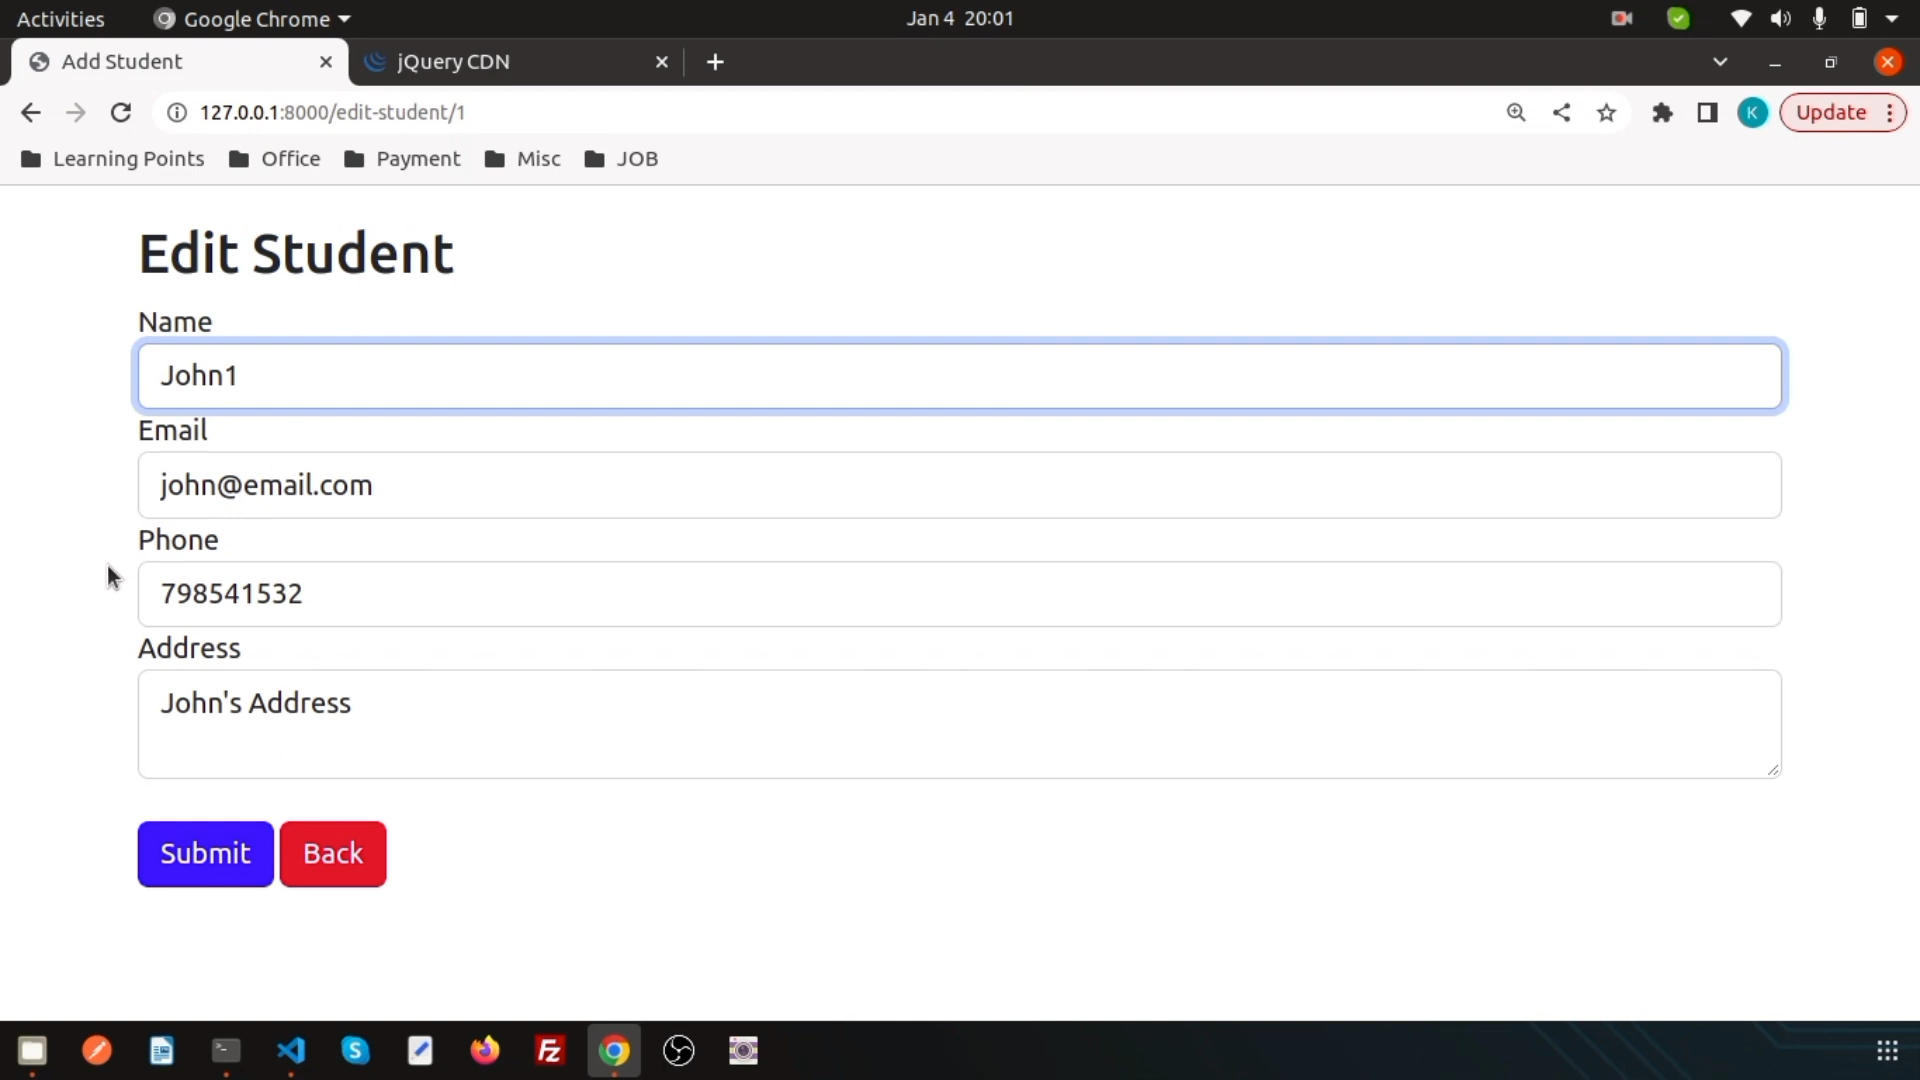 Activities
Google Chrome
Jan 4 20:01
Add Student
jQuery CDN
127.0.0.1:8000/edit-student/1
K
Update
Learning Points
Office
Payment
Misc
JOB
Edit Student
Name
John1
Email
john@email.com
Phone
798541532
Address
John's Address
Submit
Back
S
Fz